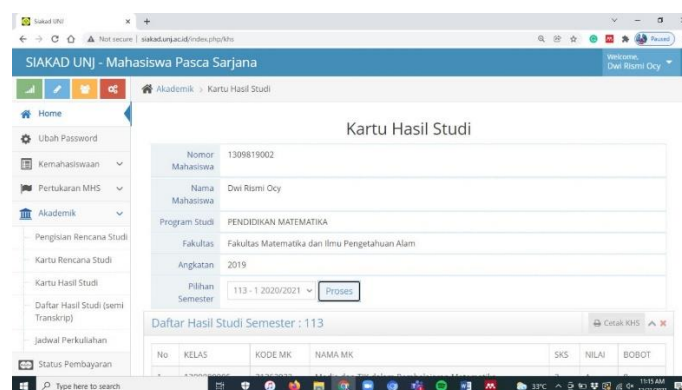 Siakad UNJ
Not secure | siakad.unj.ac.id/index.php/khs
Paused
SIAKAD UNJ - Mahasiswa Pasca Sarjana
Welcome,
Dwi Rismi Ocy
Akademik > Kartu Hasil Studi
Home
Ubah Password
Kemahasiswaan
Pertukaran MHS
Akademik
Pengisian Rencana Studi
Kartu Rencana Studi
Kartu Hasil Studi
Daftar Hasil Studi (semi
Transkrip)
Jadwal Perkuliahan
Status Pembayaran
Kartu Hasil Studi
Nomor Mahasiswa 1309819002
Nama Mahasiswa Dwi Rismi Ocy
Program Studi PENDIDIKAN MATEMATIKA
Fakultas Fakultas Matematika dan Ilmu Pengetahuan Alam
Angkatan 2019
Pilihan Semester 113 - 1 2020/2021 Proses
Daftar Hasil Studi Semester : 113
Cetak KHS
No KELAS KODE MK NAMA MK SKS NILAI BOBOT
Type here to search
33°C
11:15 AM